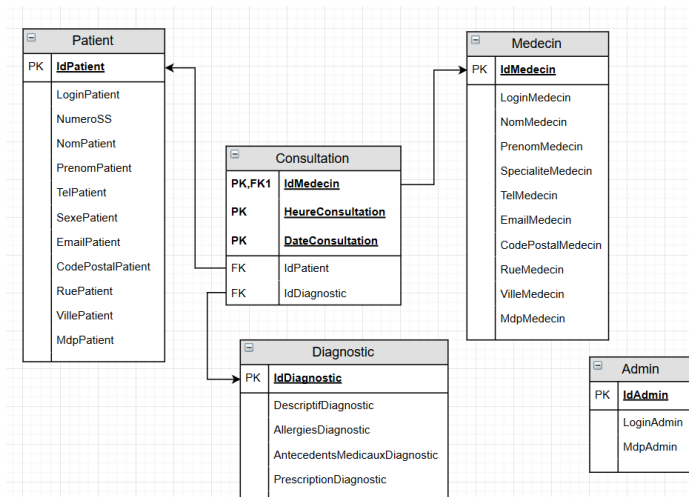 Patient
PK IdPatient
LoginPatient
NumeroSS
NomPatient
PrenomPatient
TelPatient
SexePatient
EmailPatient
CodePostalPatient
RuePatient
VillePatient
MdpPatient
Consultation
PK,FK1 IdMedecin
PK HeureConsultation
PK DateConsultation
FK IdPatient
FK IdDiagnostic
Medecin
PK IdMedecin
LoginMedecin
NomMedecin
PrenomMedecin
SpecialiteMedecin
TelMedecin
EmailMedecin
CodePostalMedecin
RueMedecin
VilleMedecin
MdpMedecin
Diagnostic
PK IdDiagnostic
DescriptifDiagnostic
AllergiesDiagnostic
AntecedentsMedicauxDiagnostic
PrescriptionDiagnostic
Admin
PK IdAdmin
LoginAdmin
MdpAdmin